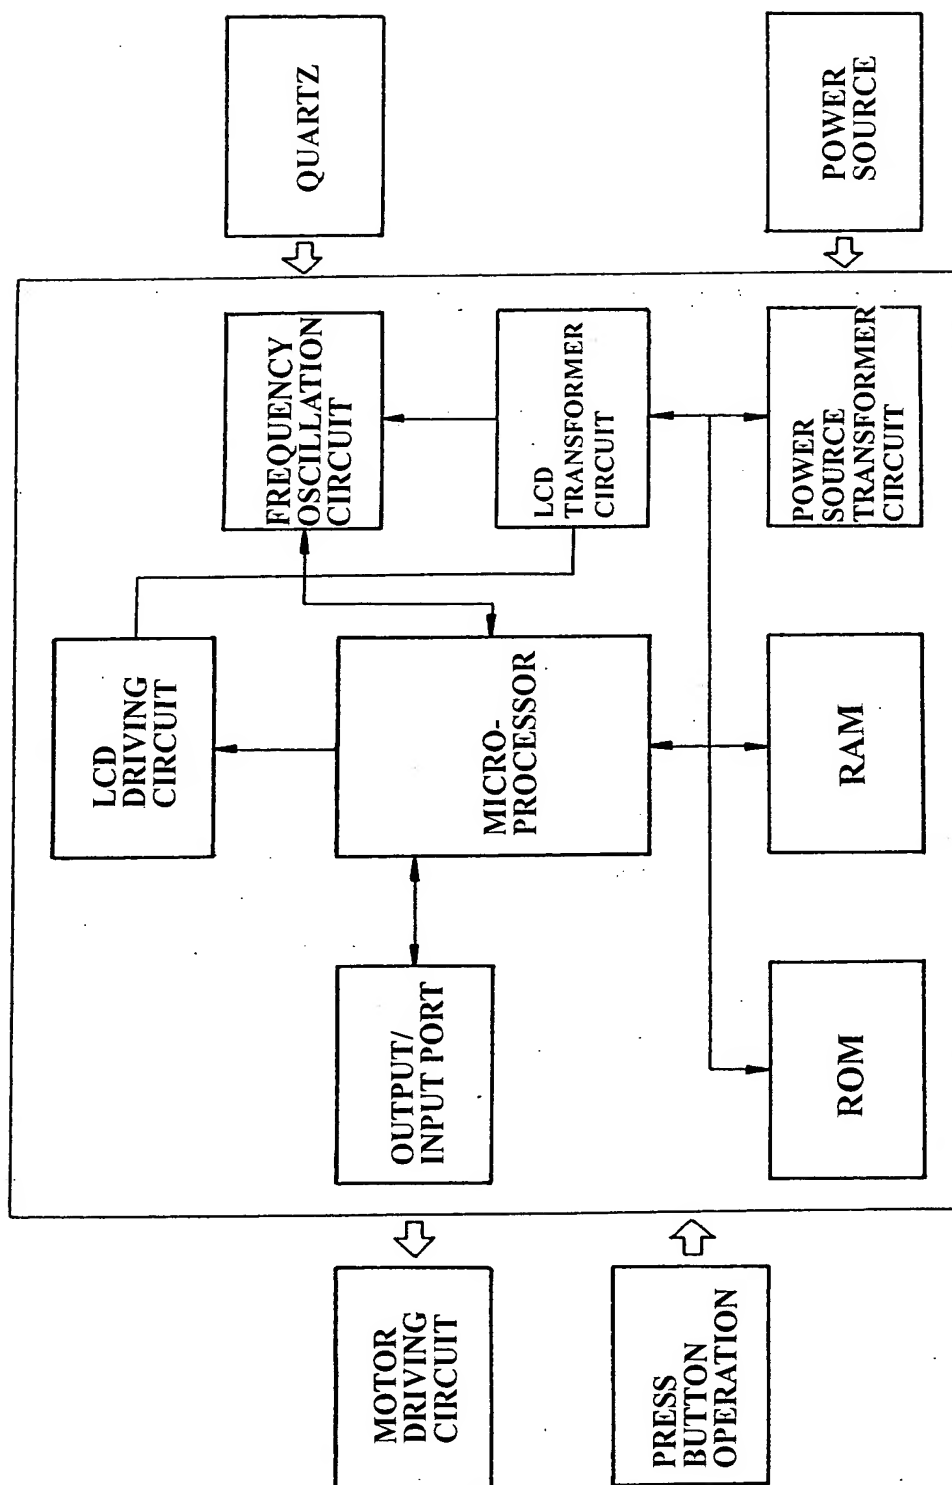 QUARTZ
POWER
SOURCE
FREQUENCY
OSCILLATION
CIRCUIT
LCD
TRANSFORMER
CIRCUIT
POWER
SOURCE
TRANSFORMER
CIRCUIT
LCD
DRIVING
CIRCUIT
MICRO-
PROCESSOR
RAM
OUTPUT/
INPUT PORT
ROM
MOTOR
DRIVING
CIRCUIT
PRESS
BUTTON
OPERATION